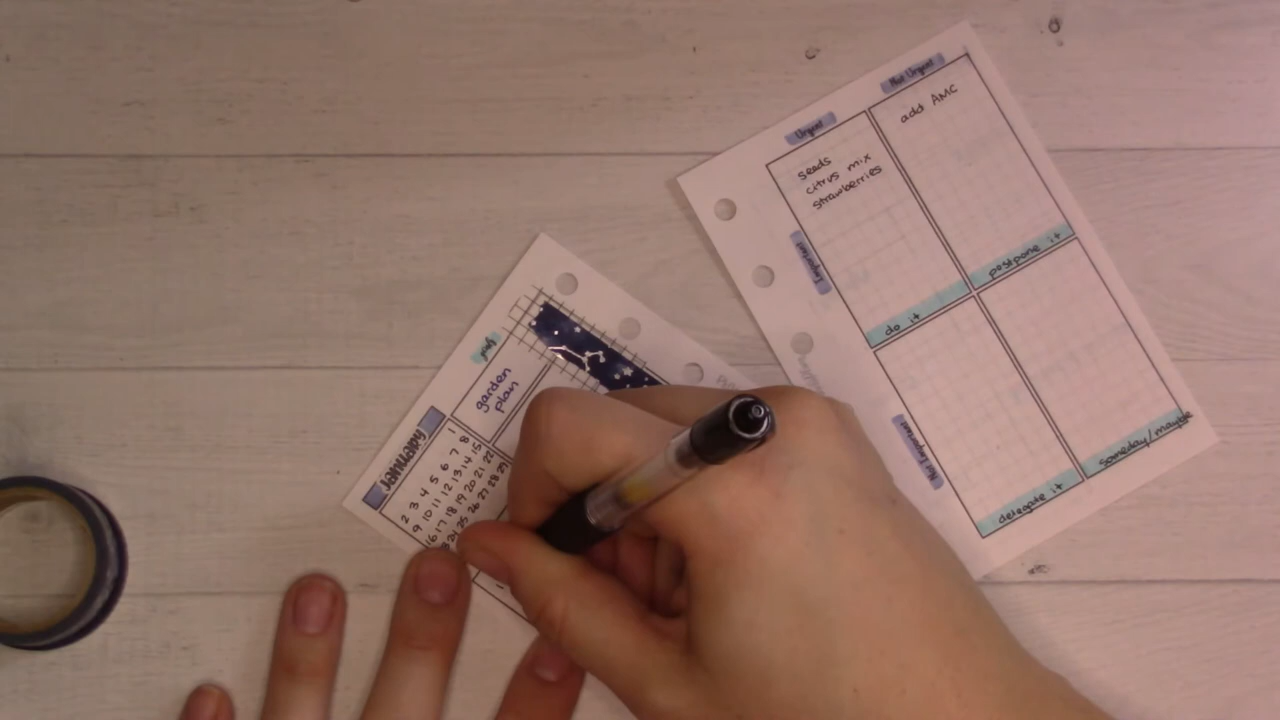 Urgent
Not Urgent
Important
Not Important
seeds
citrus mix
strawberries
do it
add AMC
postpone it
delegate it
someday/maybe
goals
garden
plan
January
1
2 3 4 5 6 7 8
9 10 11 12 13 14 15
16 17 18 19 20 21 22
24 25 26 27 28 29